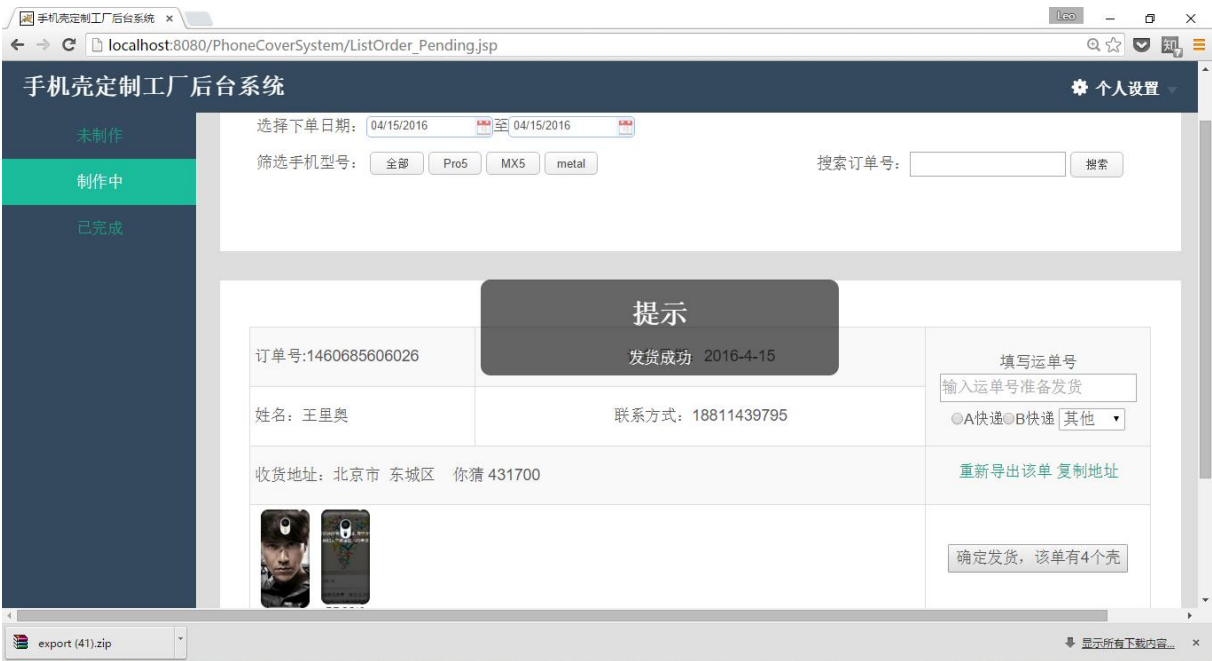 手机壳定制工厂后台系统
Leo
localhost:8080/PhoneCoverSystem/ListOrder_Pending.jsp
手机壳定制工厂后台系统
个人设置
未制作
制作中
已完成
选择下单日期: 04/15/2016 至 04/15/2016
筛选手机型号: 全部 Pro5 MX5 metal 搜索订单号: 搜索
提示
发货成功
订单号:1460685606026
2016-4-15
填写运单号
输入运单号准备发货
A快递 B快递 其他
姓名: 王里奥
联系方式: 18811439795
收货地址: 北京市 东城区 你猜 431700
重新导出该单 复制地址
确定发货, 该单有4个壳
export (41).zip
显示所有下载内容...